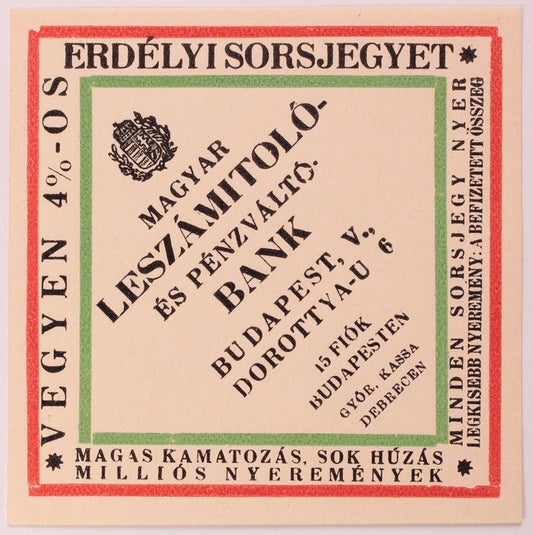 VEGYEN 4%-OS
ERDÉLYI SORSJEGYET
MINDEN SORSJEGY NYER
LEGKISEBB NYEREMÉNY: A BEFIZETETT ÖSSZEG
MAGAS KAMATOZÁS, SOK HÚZÁS
MILLIÓS NYEREMÉNYEK
MAGYAR
LESZÁMITOLÓ-
ÉS PÉNZVÁLTÓ-
BANK
BUDAPEST, V.,
DOROTTYA-U 6
15 FIÓK
BUDAPESTEN
GYŐR, KASSA
DEBRECEN